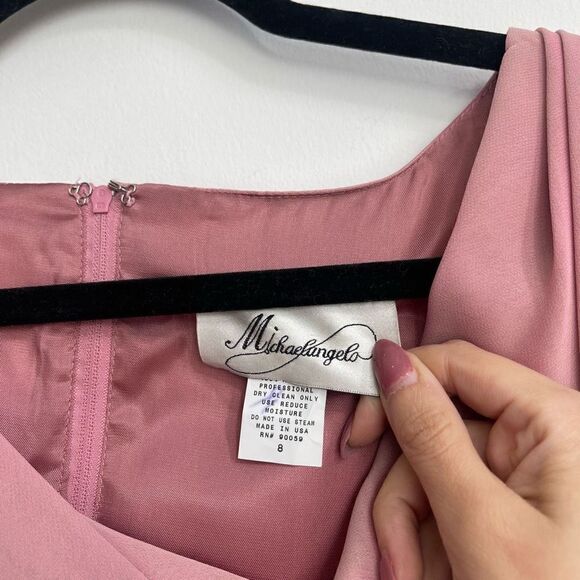 Michaelangelo
PROFESSIONAL
DRY CLEAN ONLY
USE REDUCE
MOISTURE
DO NOT USE STEAM
MADE IN USA
RN# 90059
8